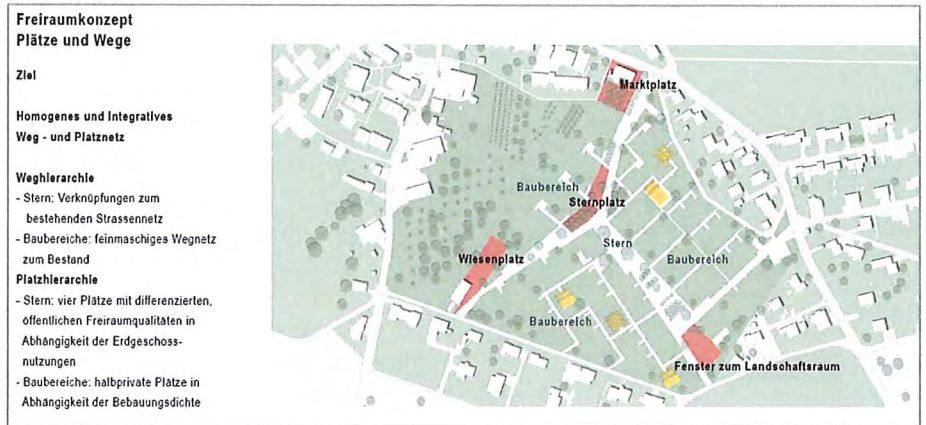 Freiraumkonzept
Plätze und Wege
Ziel
Homogenes und Integratives
Weg - und Platznetz
Weghierarchie
- Stern: Verknüpfungen zum
bestehenden Strassennetz
- Baubereiche: feinmaschiges Wegnetz
zum Bestand
Platzhierarchie
- Stern: vier Plätze mit differenzierten,
öffentlichen Freiraumqualitäten in
Abhängigkeit der Erdgeschoss-
nutzungen
- Baubereiche: halbprivate Plätze in
Abhängigkeit der Bebauungsdichte
Marktplatz
Baubereich
Sternplatz
Stern
Wiesenplatz
Baubereich
Baubereich
Fenster zum Landschaftsraum